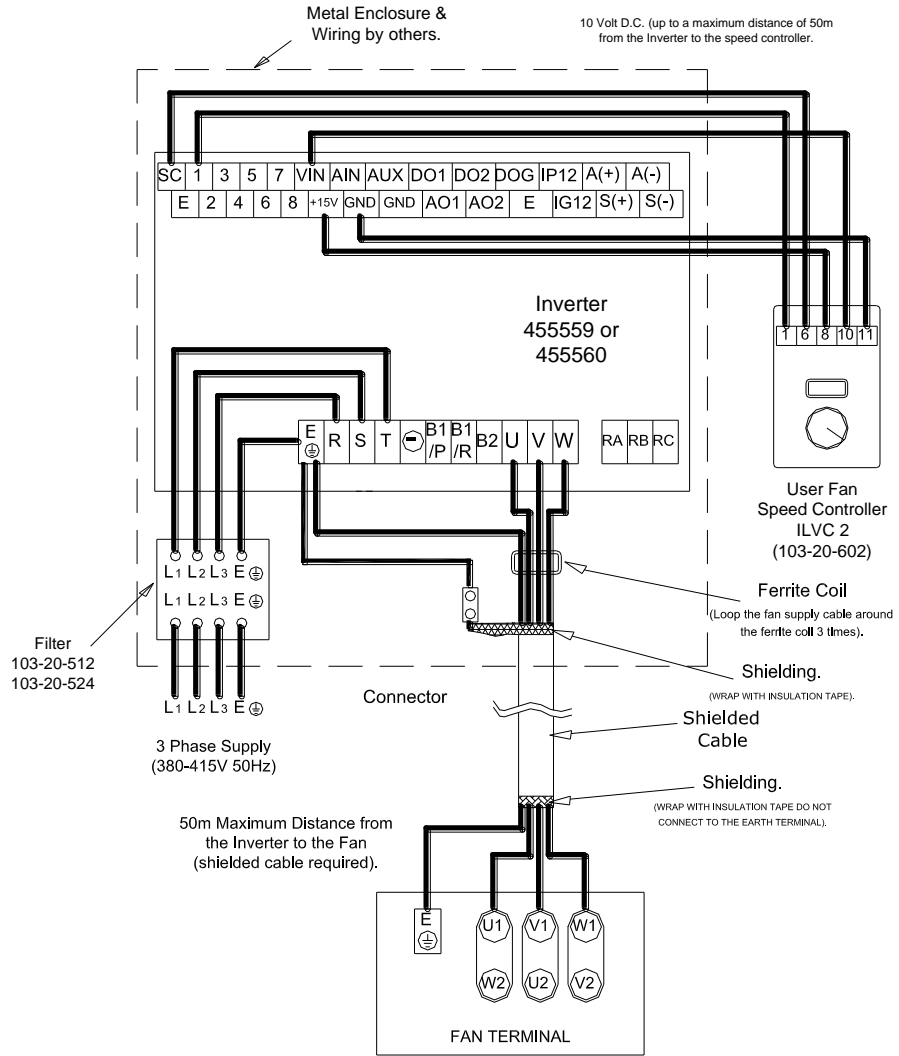 Metal Enclosure &
Wiring by others.
10 Volt D.C. (up to a maximum distance of 50m
from the Inverter to the speed controller.
SC 1 3 5 7 VIN AIN AUX DO1 DO2 DOG IP12 A(+) A(-)
E 2 4 6 8 +15V GND GND AO1 AO2 E IG12 S(+) S(-)
Inverter
455559 or
455560
1 6 8 10 11
E R S T - B1/P B1/R B2 U V W RA RB RC
User Fan
Speed Controller
ILVC 2
(103-20-602)
L1 L2 L3 E
L1 L2 L3 E
Filter
103-20-512
103-20-524
L1 L2 L3 E
3 Phase Supply
(380-415V 50Hz)
Ferrite Coil
(Loop the fan supply cable around
the ferrite coil 3 times).
Shielding.
(WRAP WITH INSULATION TAPE).
Connector
Shielded
Cable
Shielding.
(WRAP WITH INSULATION TAPE DO NOT
CONNECT TO THE EARTH TERMINAL).
50m Maximum Distance from
the Inverter to the Fan
(shielded cable required).
E U1 V1 W1
W2 U2 V2
FAN TERMINAL